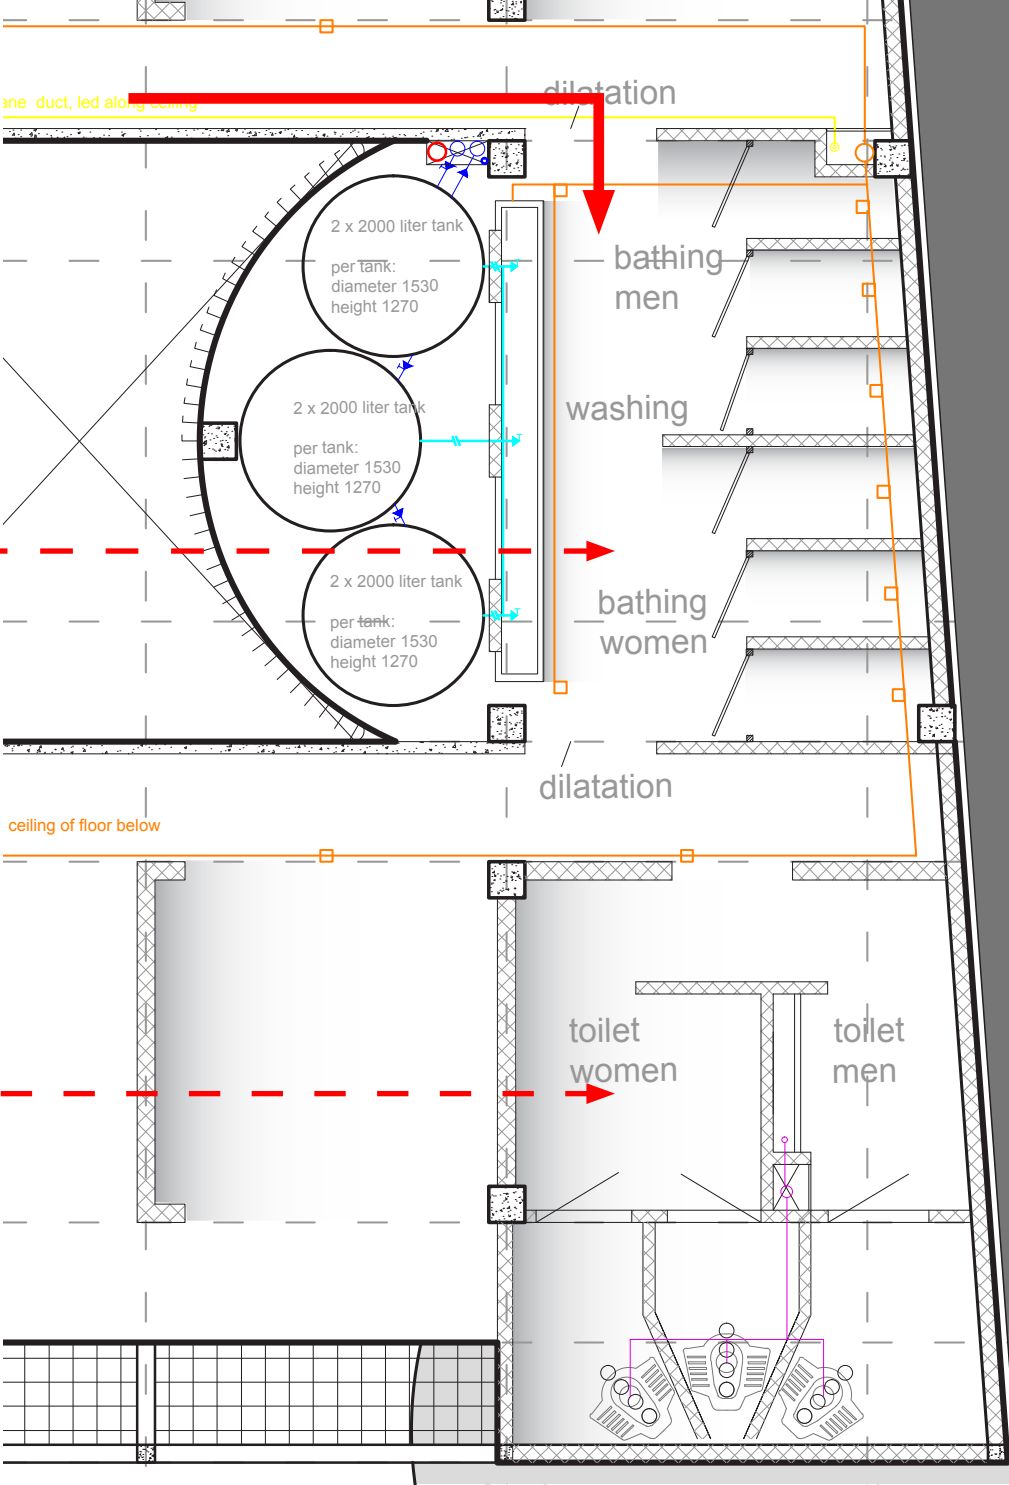 dilatation
ane duct, led along ceiling
2 x 2000 liter tank
per tank:
diameter 1530
height 1270
bathing
men
2 x 2000 liter tank
per tank:
diameter 1530
height 1270
washing
2 x 2000 liter tank
per tank:
diameter 1530
height 1270
bathing
women
dilatation
ceiling of floor below
toilet
women
toilet
men